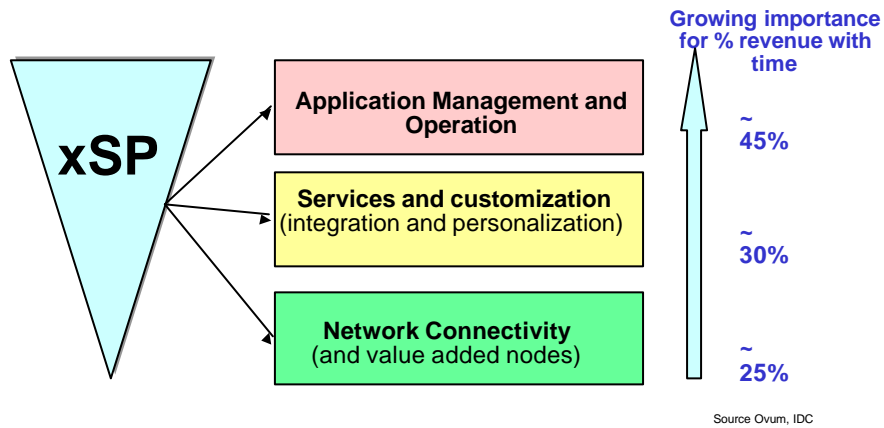 Growing importance
for % revenue with
time
xSP
Application Management and
Operation
~
45%
Services and customization
(integration and personalization)
~
30%
Network Connectivity
(and value added nodes)
~
25%
Source Ovum, IDC